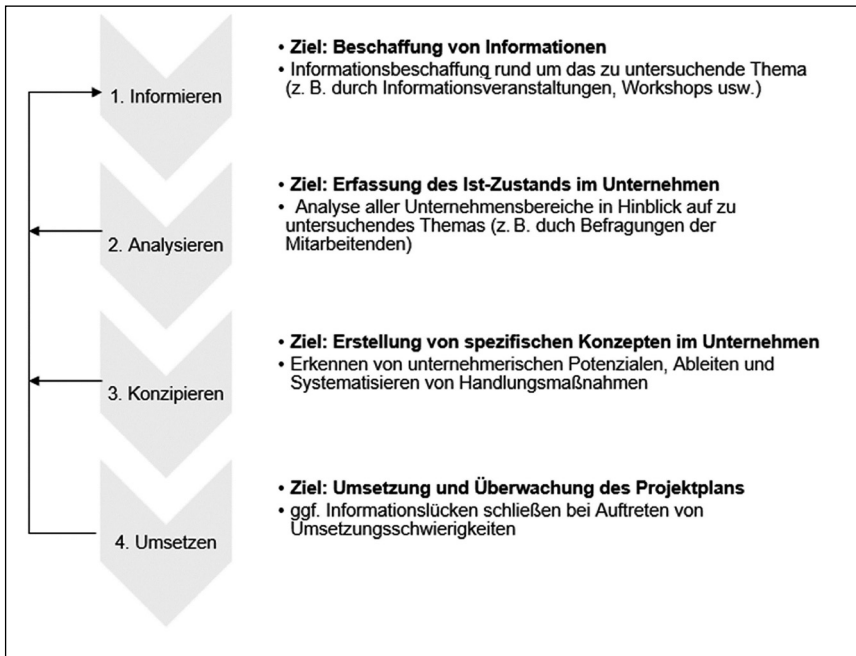 1. Informieren
• Ziel: Beschaffung von Informationen
• Informationsbeschaffung rund um das zu untersuchende Thema
(z. B. durch Informationsveranstaltungen, Workshops usw.)
2. Analysieren
• Ziel: Erfassung des Ist-Zustands im Unternehmen
• Analyse aller Unternehmensbereiche in Hinblick auf zu
untersuchendes Themas (z. B. duch Befragungen der
Mitarbeitenden)
3. Konzipieren
• Ziel: Erstellung von spezifischen Konzepten im Unternehmen
• Erkennen von unternehmerischen Potenzialen, Ableiten und
Systematisieren von Handlungsmaßnahmen
4. Umsetzen
• Ziel: Umsetzung und Überwachung des Projektplans
• ggf. Informationslücken schließen bei Auftreten von
Umsetzungsschwierigkeiten